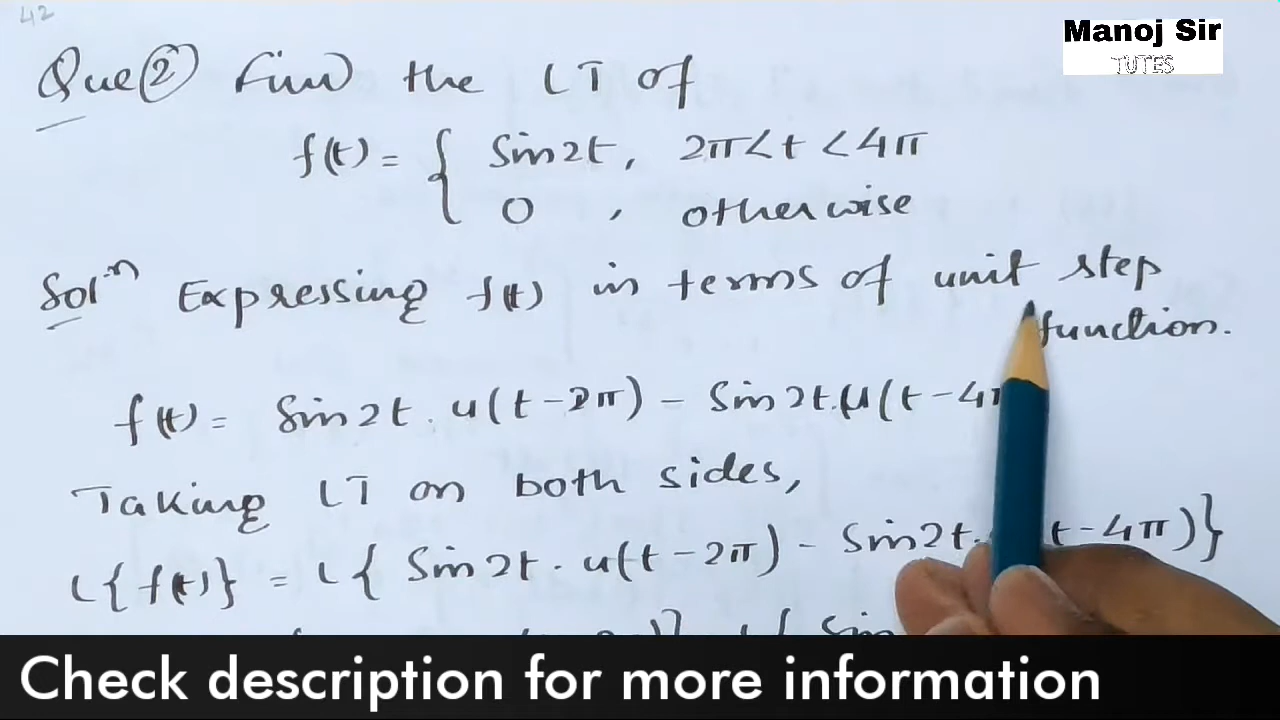 42
Manoj Sir
TUTES
Que② Find the LT of
f(t) = { sin2t, 2π<t<4π
0 , otherwise
Solⁿ Expressing f(t) in terms of unit step
function.
f(t) = Sin2t. u(t-2π) - Sin2t.u(t-4π
Taking LT on both sides,
L{f(t)} = L{ Sin2t. u(t-2π) - Sin2t. (t-4π)}
L{ Sin
Check description for more information